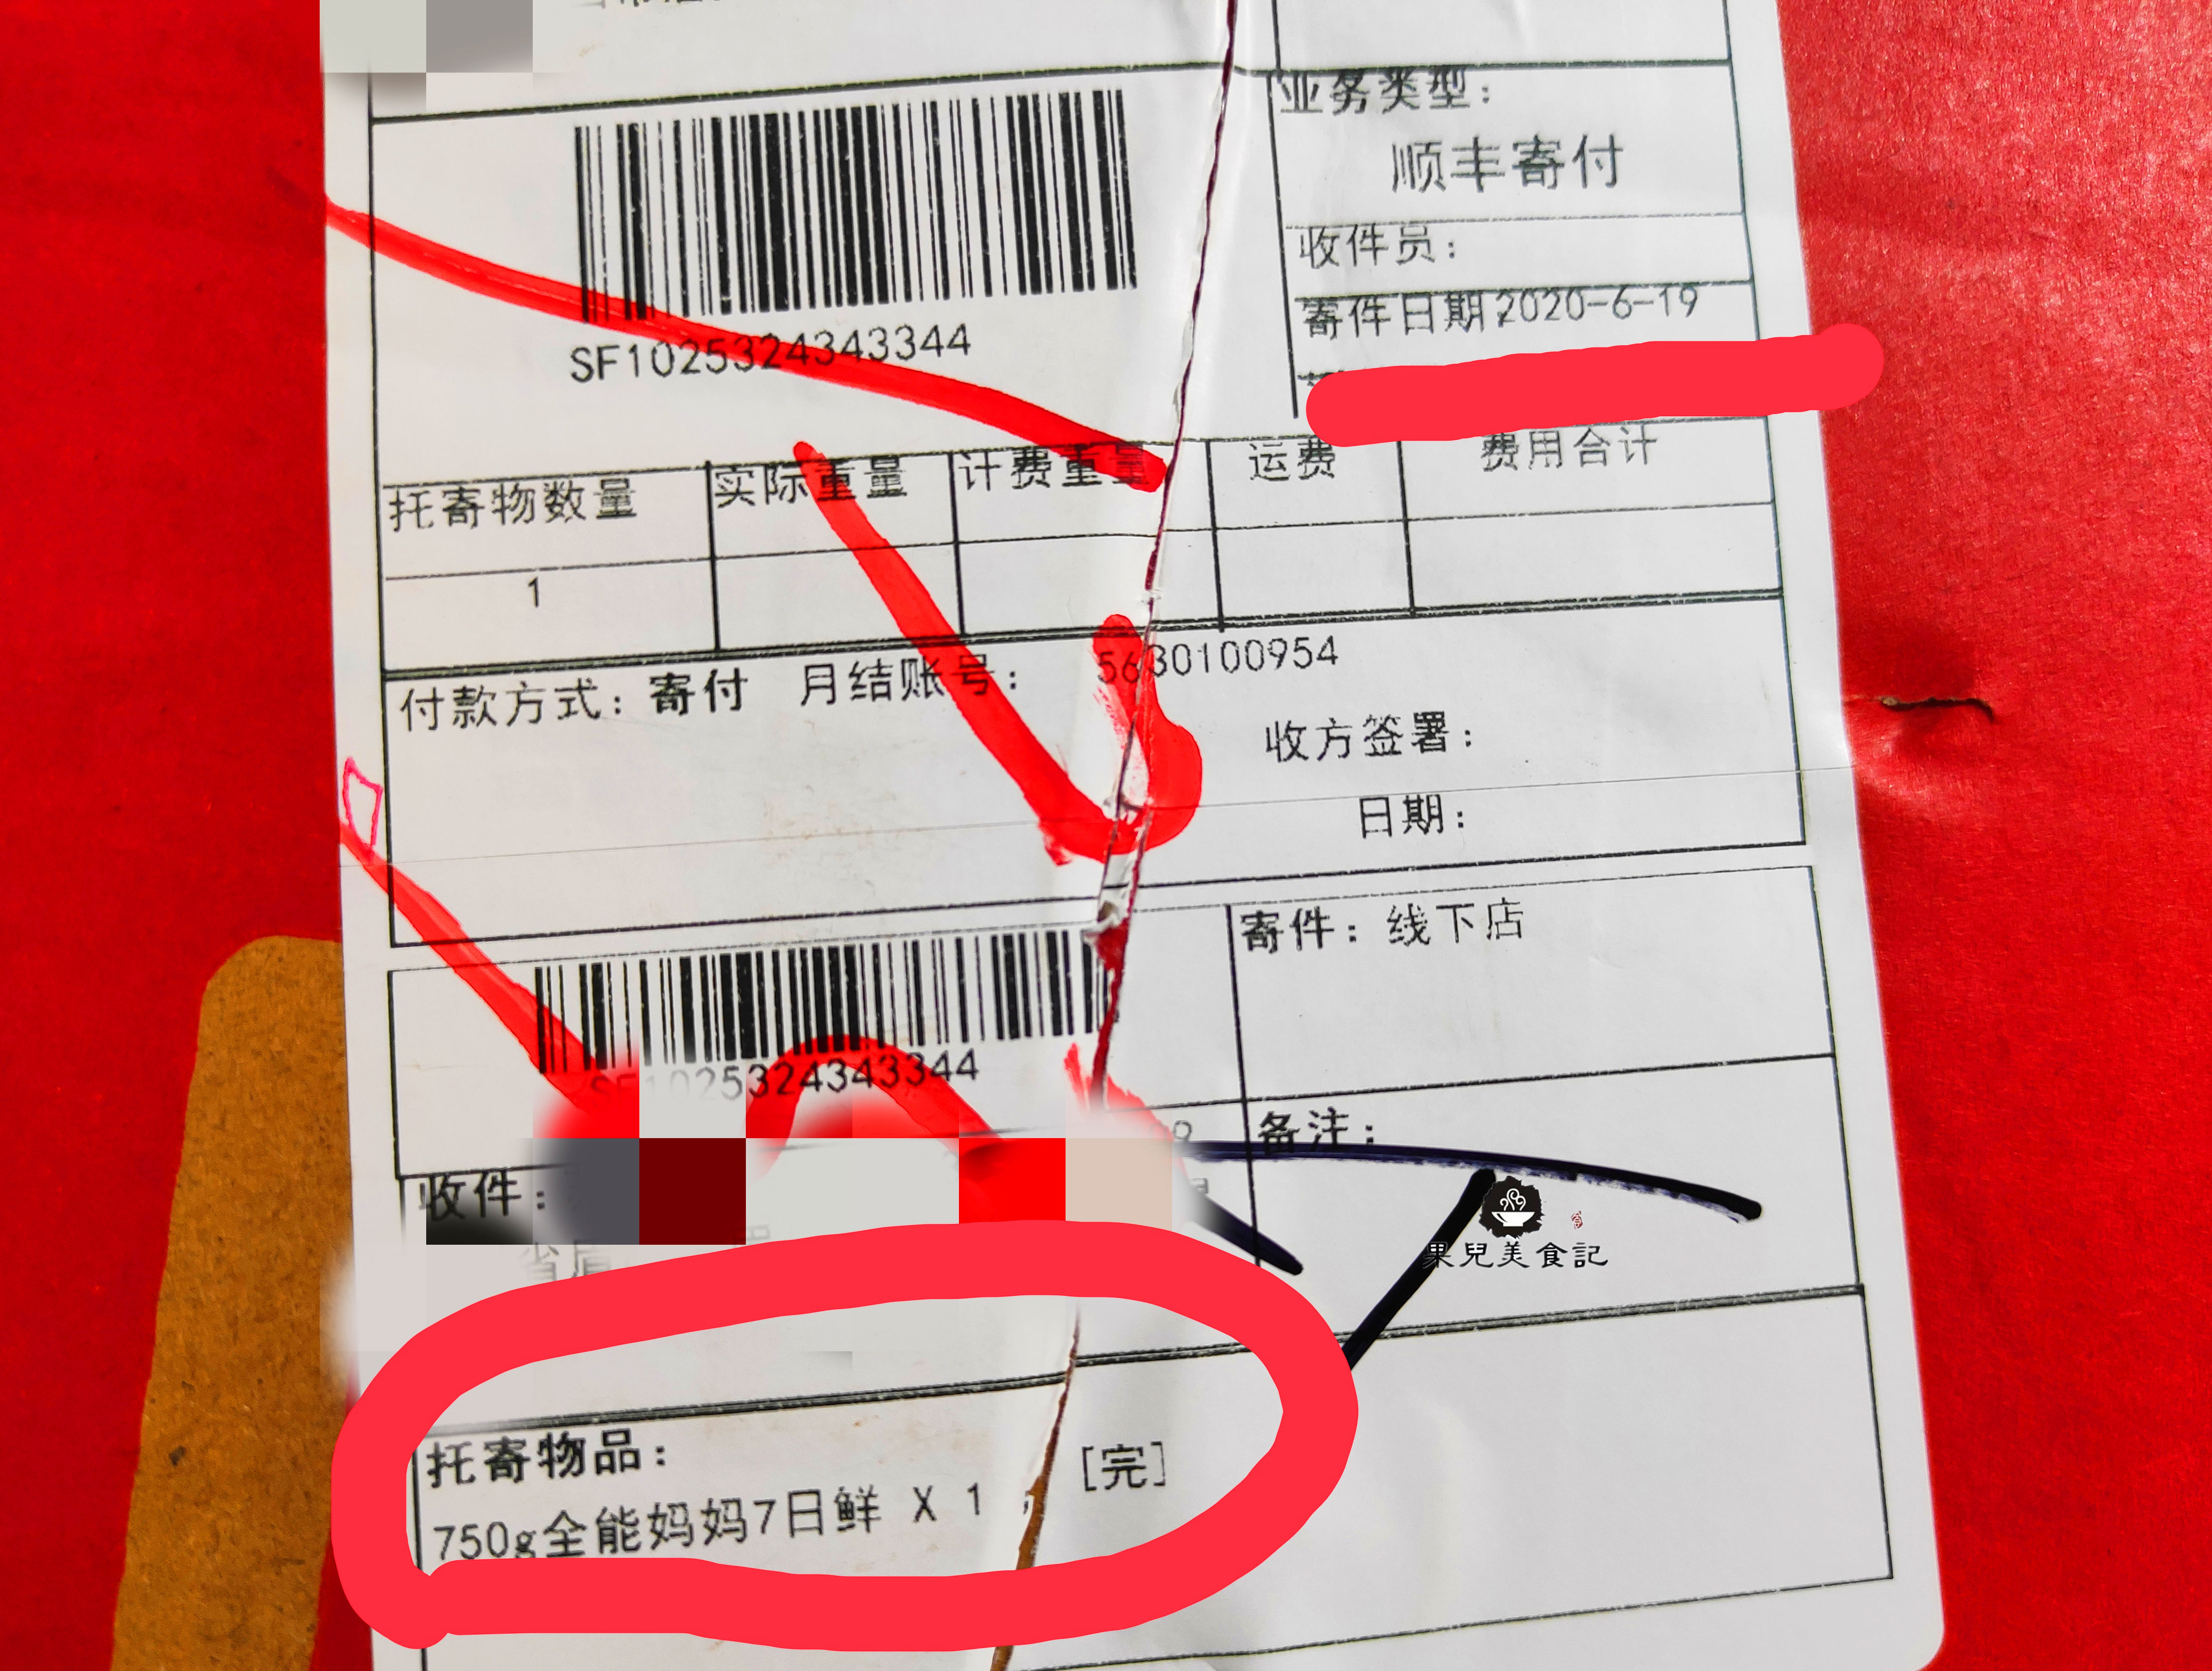 业务类型：
顺丰寄付
收件员：
寄件日期2020-6-19
SF1025324343344
托寄物数量 实际重量 计费重量 运费 费用合计
1
付款方式：寄付 月结账号： 5630100954
收方签署：
日期：
寄件：线下店
SF1025324343344
备注：
收件：
果兒美食記
托寄物品：
750g全能妈妈7日鲜 X 1 [完]